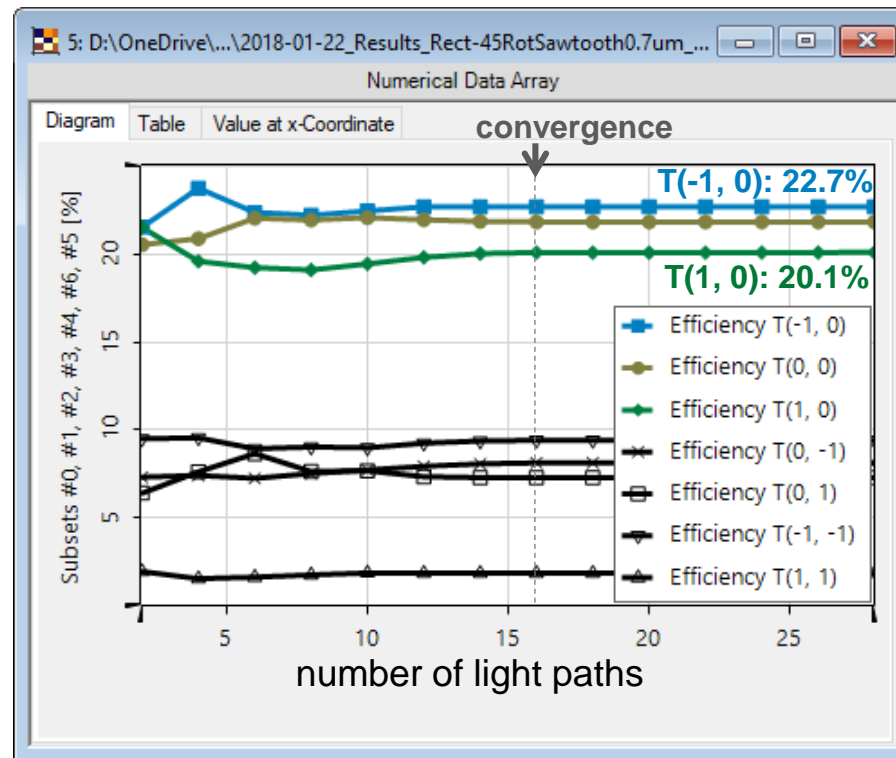 5: D:\OneDrive\...\2018-01-22_Results_Rect-45RotSawtooth0.7um_...
Numerical Data Array
Diagram Table Value at x-Coordinate
convergence
T(-1, 0): 22.7%
T(1, 0): 20.1%
Subsets #0, #1, #2, #3, #4, #6, #5 [%]
20
15
10
5
Efficiency T(-1, 0)
Efficiency T(0, 0)
Efficiency T(1, 0)
Efficiency T(0, -1)
Efficiency T(0, 1)
Efficiency T(-1, -1)
Efficiency T(1, 1)
5 10 15 20 25
number of light paths